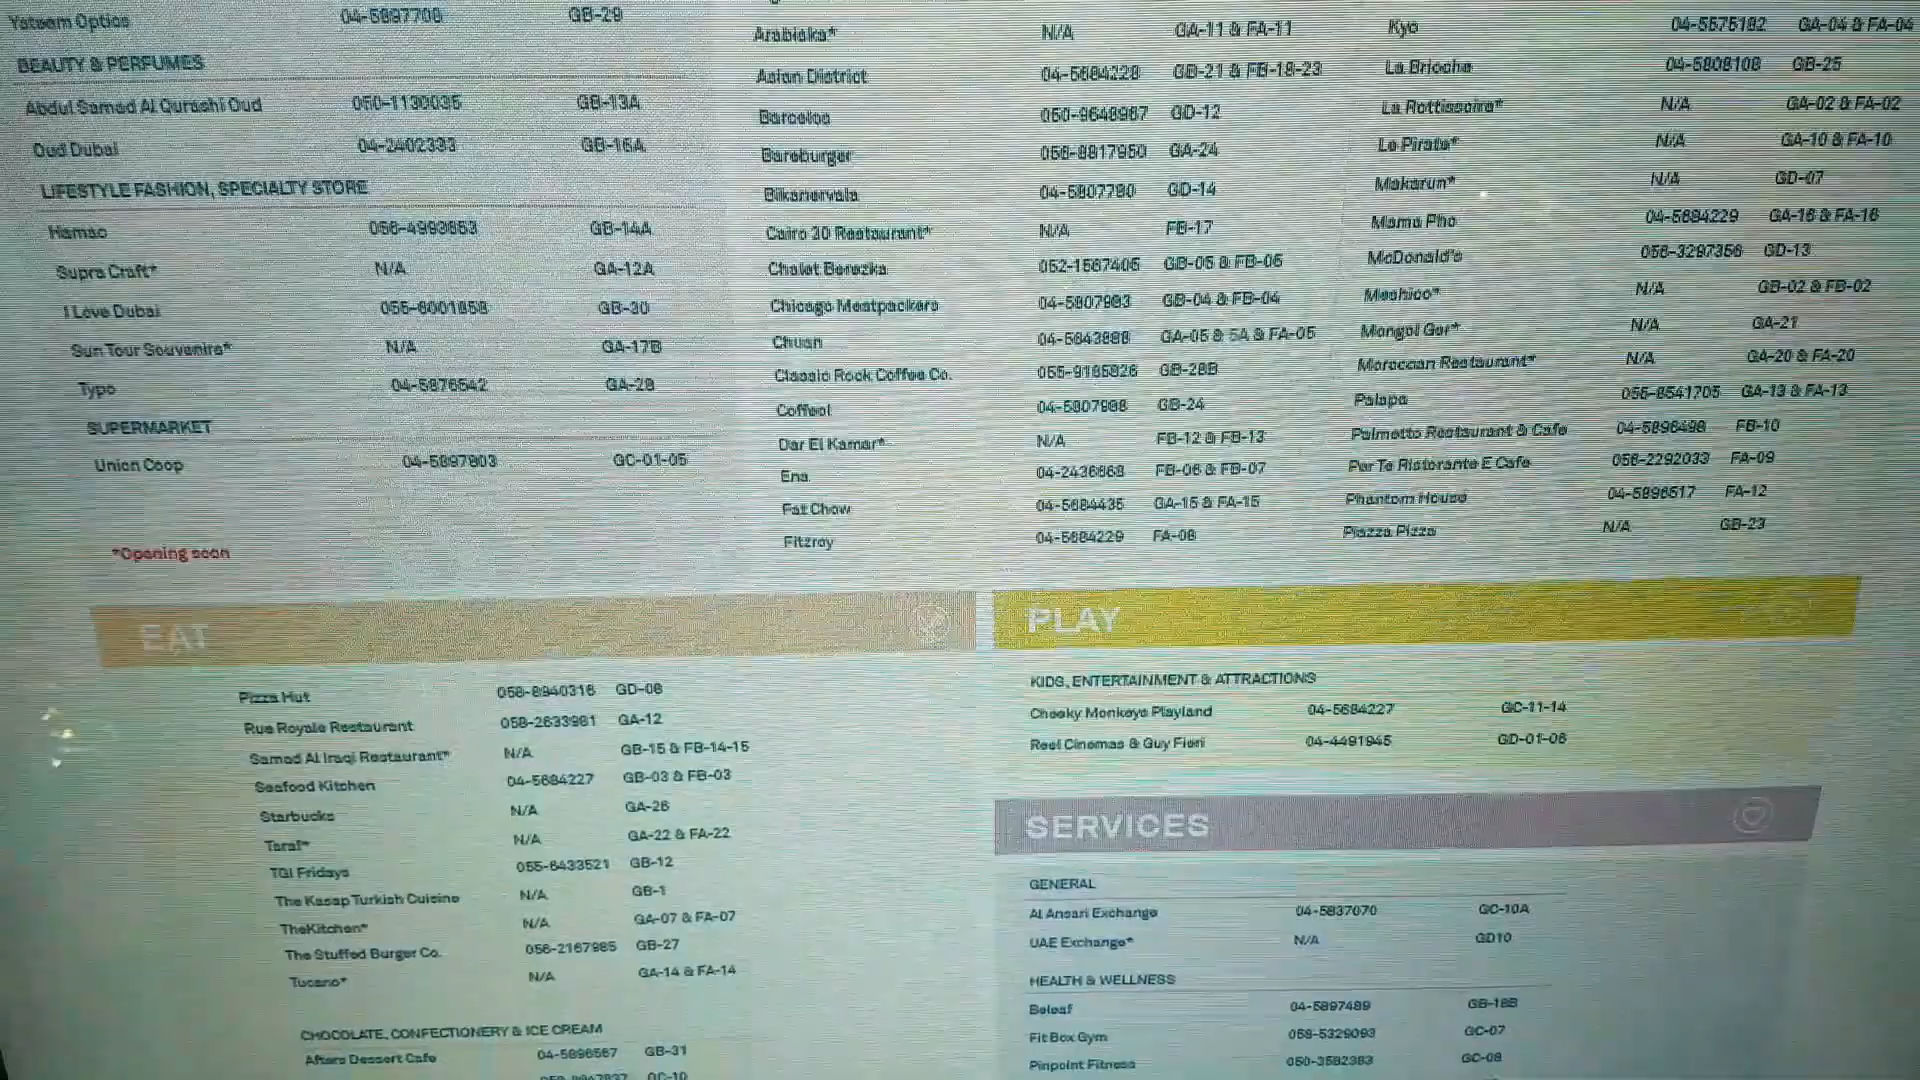 Yateem Optics 04-5897708 GB-29
BEAUTY & PERFUMES
Abdul Samad Al Qurashi Oud 050-1130035 GB-13A
Oud Dubai 04-2402333 GB-16A
LIFESTYLE FASHION, SPECIALTY STORE
Hamac 056-4993653 GB-14A
Supra Craft* N/A GA-12A
I Love Dubai 055-6001858 GB-30
Sun Tour Souvenirs* N/A GA-17B
Typo 04-5876542 GA-28
SUPERMARKET
Union Coop 04-5897903 GC-01-05
*Opening soon
Arabiska* N/A GA-11 & FA-11
Asian District 04-5684228 GB-21 & FB-18-23
Barcelos 050-9648967 GD-12
Bareburger 056-8817950 GA-24
Bikanervala 04-5807780 GD-14
Cairo 30 Restaurant* N/A FB-17
Chalet Berezka 052-1567406 GB-05 & FB-05
Chicago Meatpackers 04-5807983 GB-04 & FB-04
Chuan 04-5843888 GA-05 & 5A & FA-05
Classic Rock Coffee Co. 055-9185826 GB-28B
Coffeol 04-5807988 GB-24
Dar El Kamar* N/A FB-12 & FB-13
Ena 04-2436868 FB-06 & FB-07
Fat Chow 04-5684435 GA-15 & FA-15
Fitzroy 04-5684229 FA-08
Kyo 04-5575182 GA-04 & FA-04
La Brioche 04-5808108 GB-25
La Rottissoire* N/A GA-02 & FA-02
Le Pirate* N/A GA-10 & FA-10
Makarun* N/A GD-07
Mama Pho 04-5684229 GA-16 & FA-16
McDonald's 056-3297356 GD-13
Meshico* N/A GB-02 & FB-02
Mongol Ger* N/A GA-21
Moroccan Restaurant* N/A GA-20 & FA-20
Palapa 055-8541705 GA-13 & FA-13
Palmetto Restaurant & Cafe 04-5896498 FB-10
Per Te Ristorante E Cafe 056-2292033 FA-09
Phantom House 04-5896517 FA-12
Piazza Pizza N/A GB-23
EAT
Pizza Hut 056-8940316 GD-08
Rue Royale Restaurant 058-2633981 GA-12
Samad Al Iraqi Restaurant* N/A GB-15 & FB-14-15
Seafood Kitchen 04-5684227 GB-03 & FB-03
Starbucks N/A GA-26
Taraf* N/A GA-22 & FA-22
TGI Fridays 055-6433521 GB-12
The Kasap Turkish Cuisine N/A GB-1
TheKitchen* N/A GA-07 & FA-07
The Stuffed Burger Co. 056-2167985 GB-27
Tucano* N/A GA-14 & FA-14
CHOCOLATE, CONFECTIONERY & ICE CREAM
Afters Dessert Cafe 04-5896567 GB-31
GC-10
PLAY
KIDS, ENTERTAINMENT & ATTRACTIONS
Cheeky Monkeys Playland 04-5684227 GC-11-14
Reel Cinemas & Guy Fieri 04-4491945 GD-01-06
SERVICES
GENERAL
Al Ansari Exchange 04-5837070 GC-10A
UAE Exchange* N/A GD10
HEALTH & WELLNESS
Beleaf 04-5897489 GB-18B
Fit Box Gym 058-5329093 GC-07
Pinpoint Fitness 050-3582383 GC-08